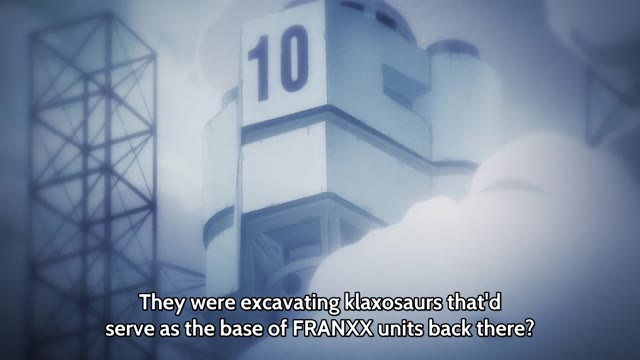 10
They were excavating klaxosaurs that'd
serve as the base of FRANXX units back there?